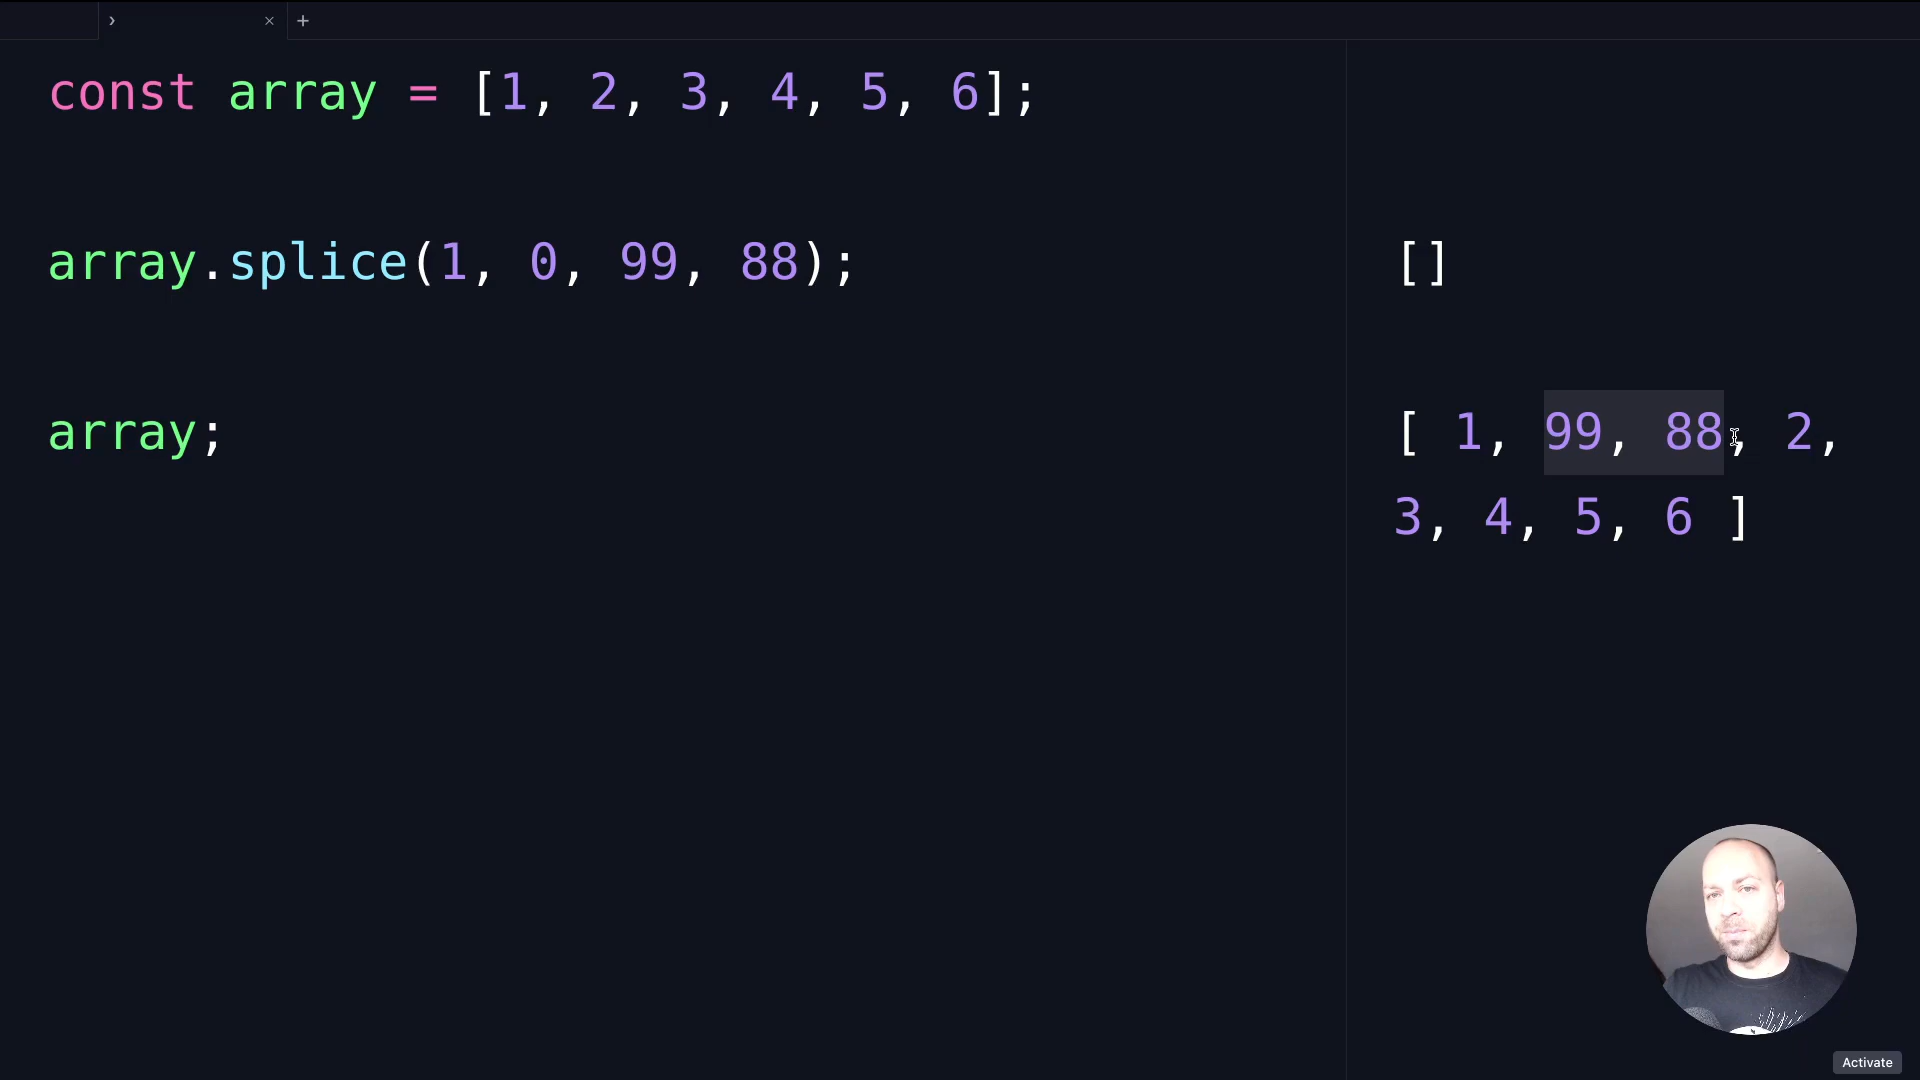 const array = [1, 2, 3, 4, 5, 6];
array.splice(1, 0, 99, 88);
[]
array;
[ 1, 99, 88, 2,
3, 4, 5, 6 ]
Activate